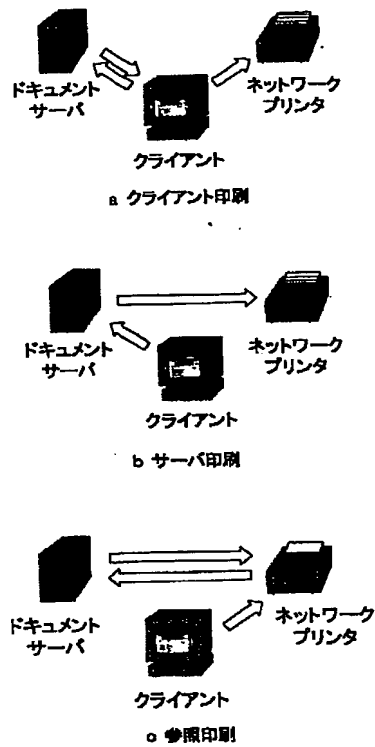 ドキュメント
サーバ
クライアント
ネットワーク
プリンタ
a クライアント印刷
ドキュメント
サーバ
クライアント
ネットワーク
プリンタ
b サーバ印刷
ドキュメント
サーバ
クライアント
ネットワーク
プリンタ
c 参照印刷